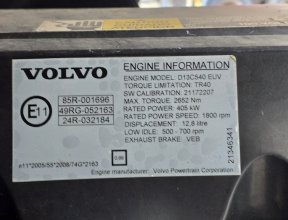 VOLVO
E11
85R-001696
49RG-052163
24R-032184
ENGINE INFORMATION
ENGINE MODEL: D13C540 EUV
TORQUE LIMITATION: TR40
SW CALIBRATION: 21172207
MAX. TORQUE: 2652 Nm
RATED POWER: 405 kW
RATED POWER SPEED: 1800 rpm
DISPLACEMENT: 12,8 litre
LOW IDLE: 500 - 700 rpm
EXHAUST BRAKE: VEB
21346341
e11*2005/55*2008/74G*2163
0.99
Engine manufacturer: Volvo Powertrain Corporation